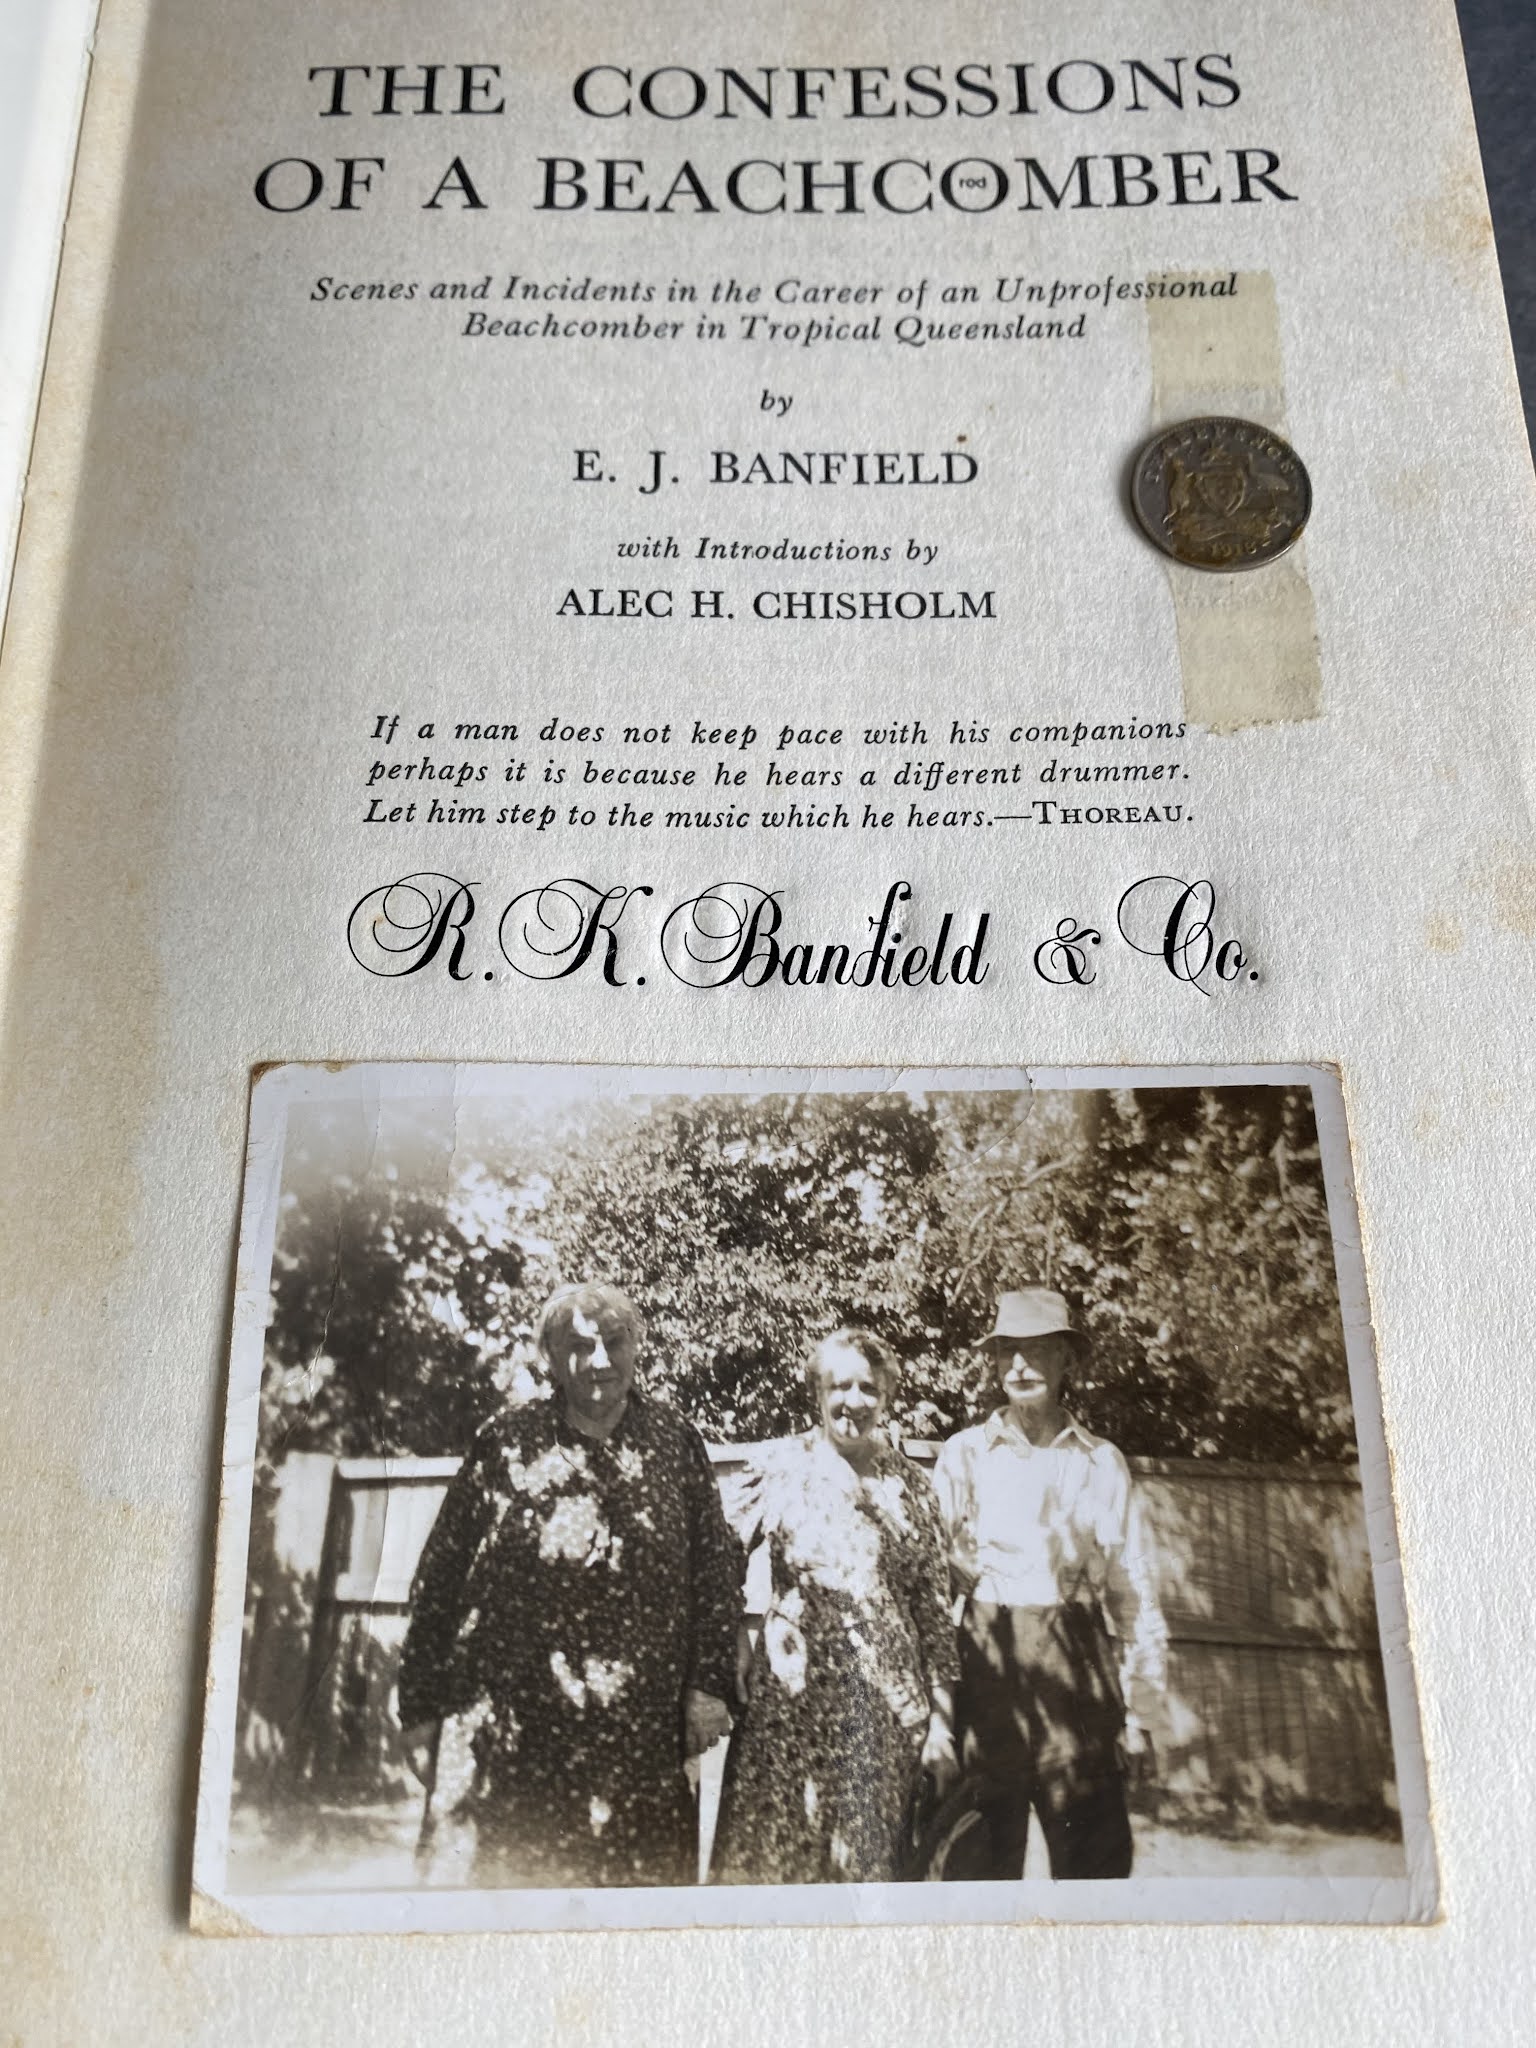 THE CONFESSIONS
OF A BEACHCOMBER
rod
Scenes and Incidents in the Career of an Unprofessional
Beachcomber in Tropical Queensland
by
E. J. BANFIELD
with Introductions by
ALEC H. CHISHOLM
If a man does not keep pace with his companions
perhaps it is because he hears a different drummer.
Let him step to the music which he hears.—THOREAU.
R. K. Banfield & Co.